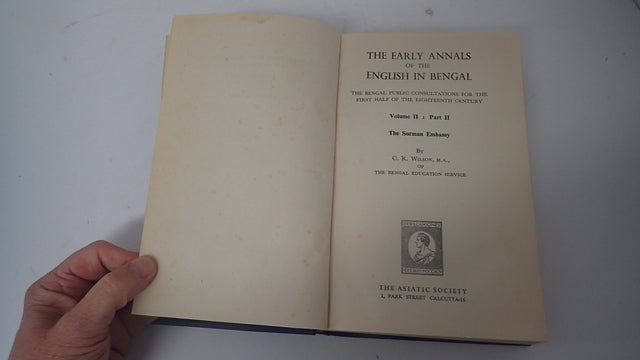 THE EARLY ANNALS
OF THE
ENGLISH IN BENGAL
THE BENGAL PUBLIC CONSULTATIONS FOR THE
FIRST HALF OF THE EIGHTEENTH CENTURY
Volume II : Part II
The Surman Embassy
By
C. R. Wilson, M.A.,
OF
THE BENGAL EDUCATION SERVICE
THE ASIATIC SOCIETY
1, PARK STREET CALCUTTA-16